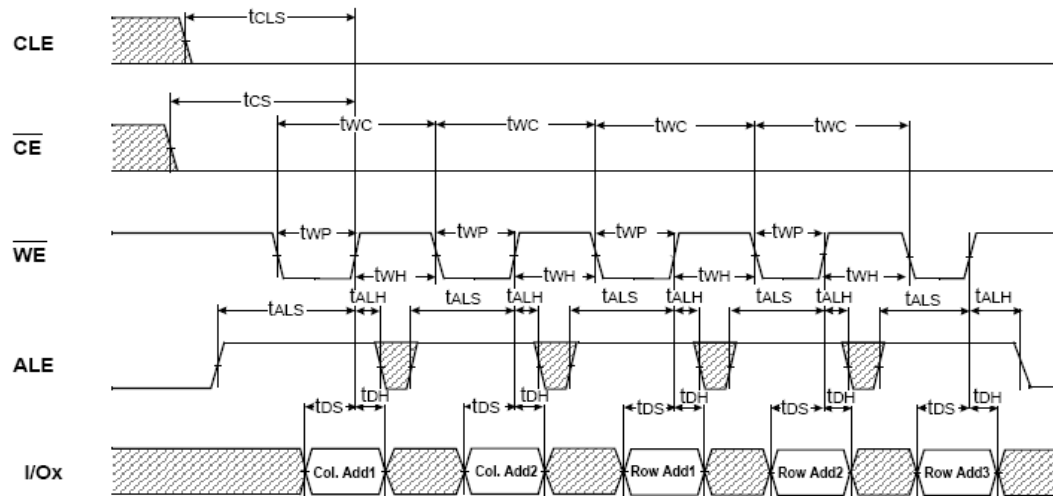 tCLS
CLE
tCS
tWC tWC tWC tWC
CE
tWP tWP tWP tWP
WE
tWH tWH tWH tWH
tALS tALH tALS tALH tALS tALH tALS tALH tALS tALH
ALE
tDS tDH tDS tDH tDS tDH tDS tDH tDS tDH
I/Ox Col. Add1 Col. Add2 Row Add1 Row Add2 Row Add3